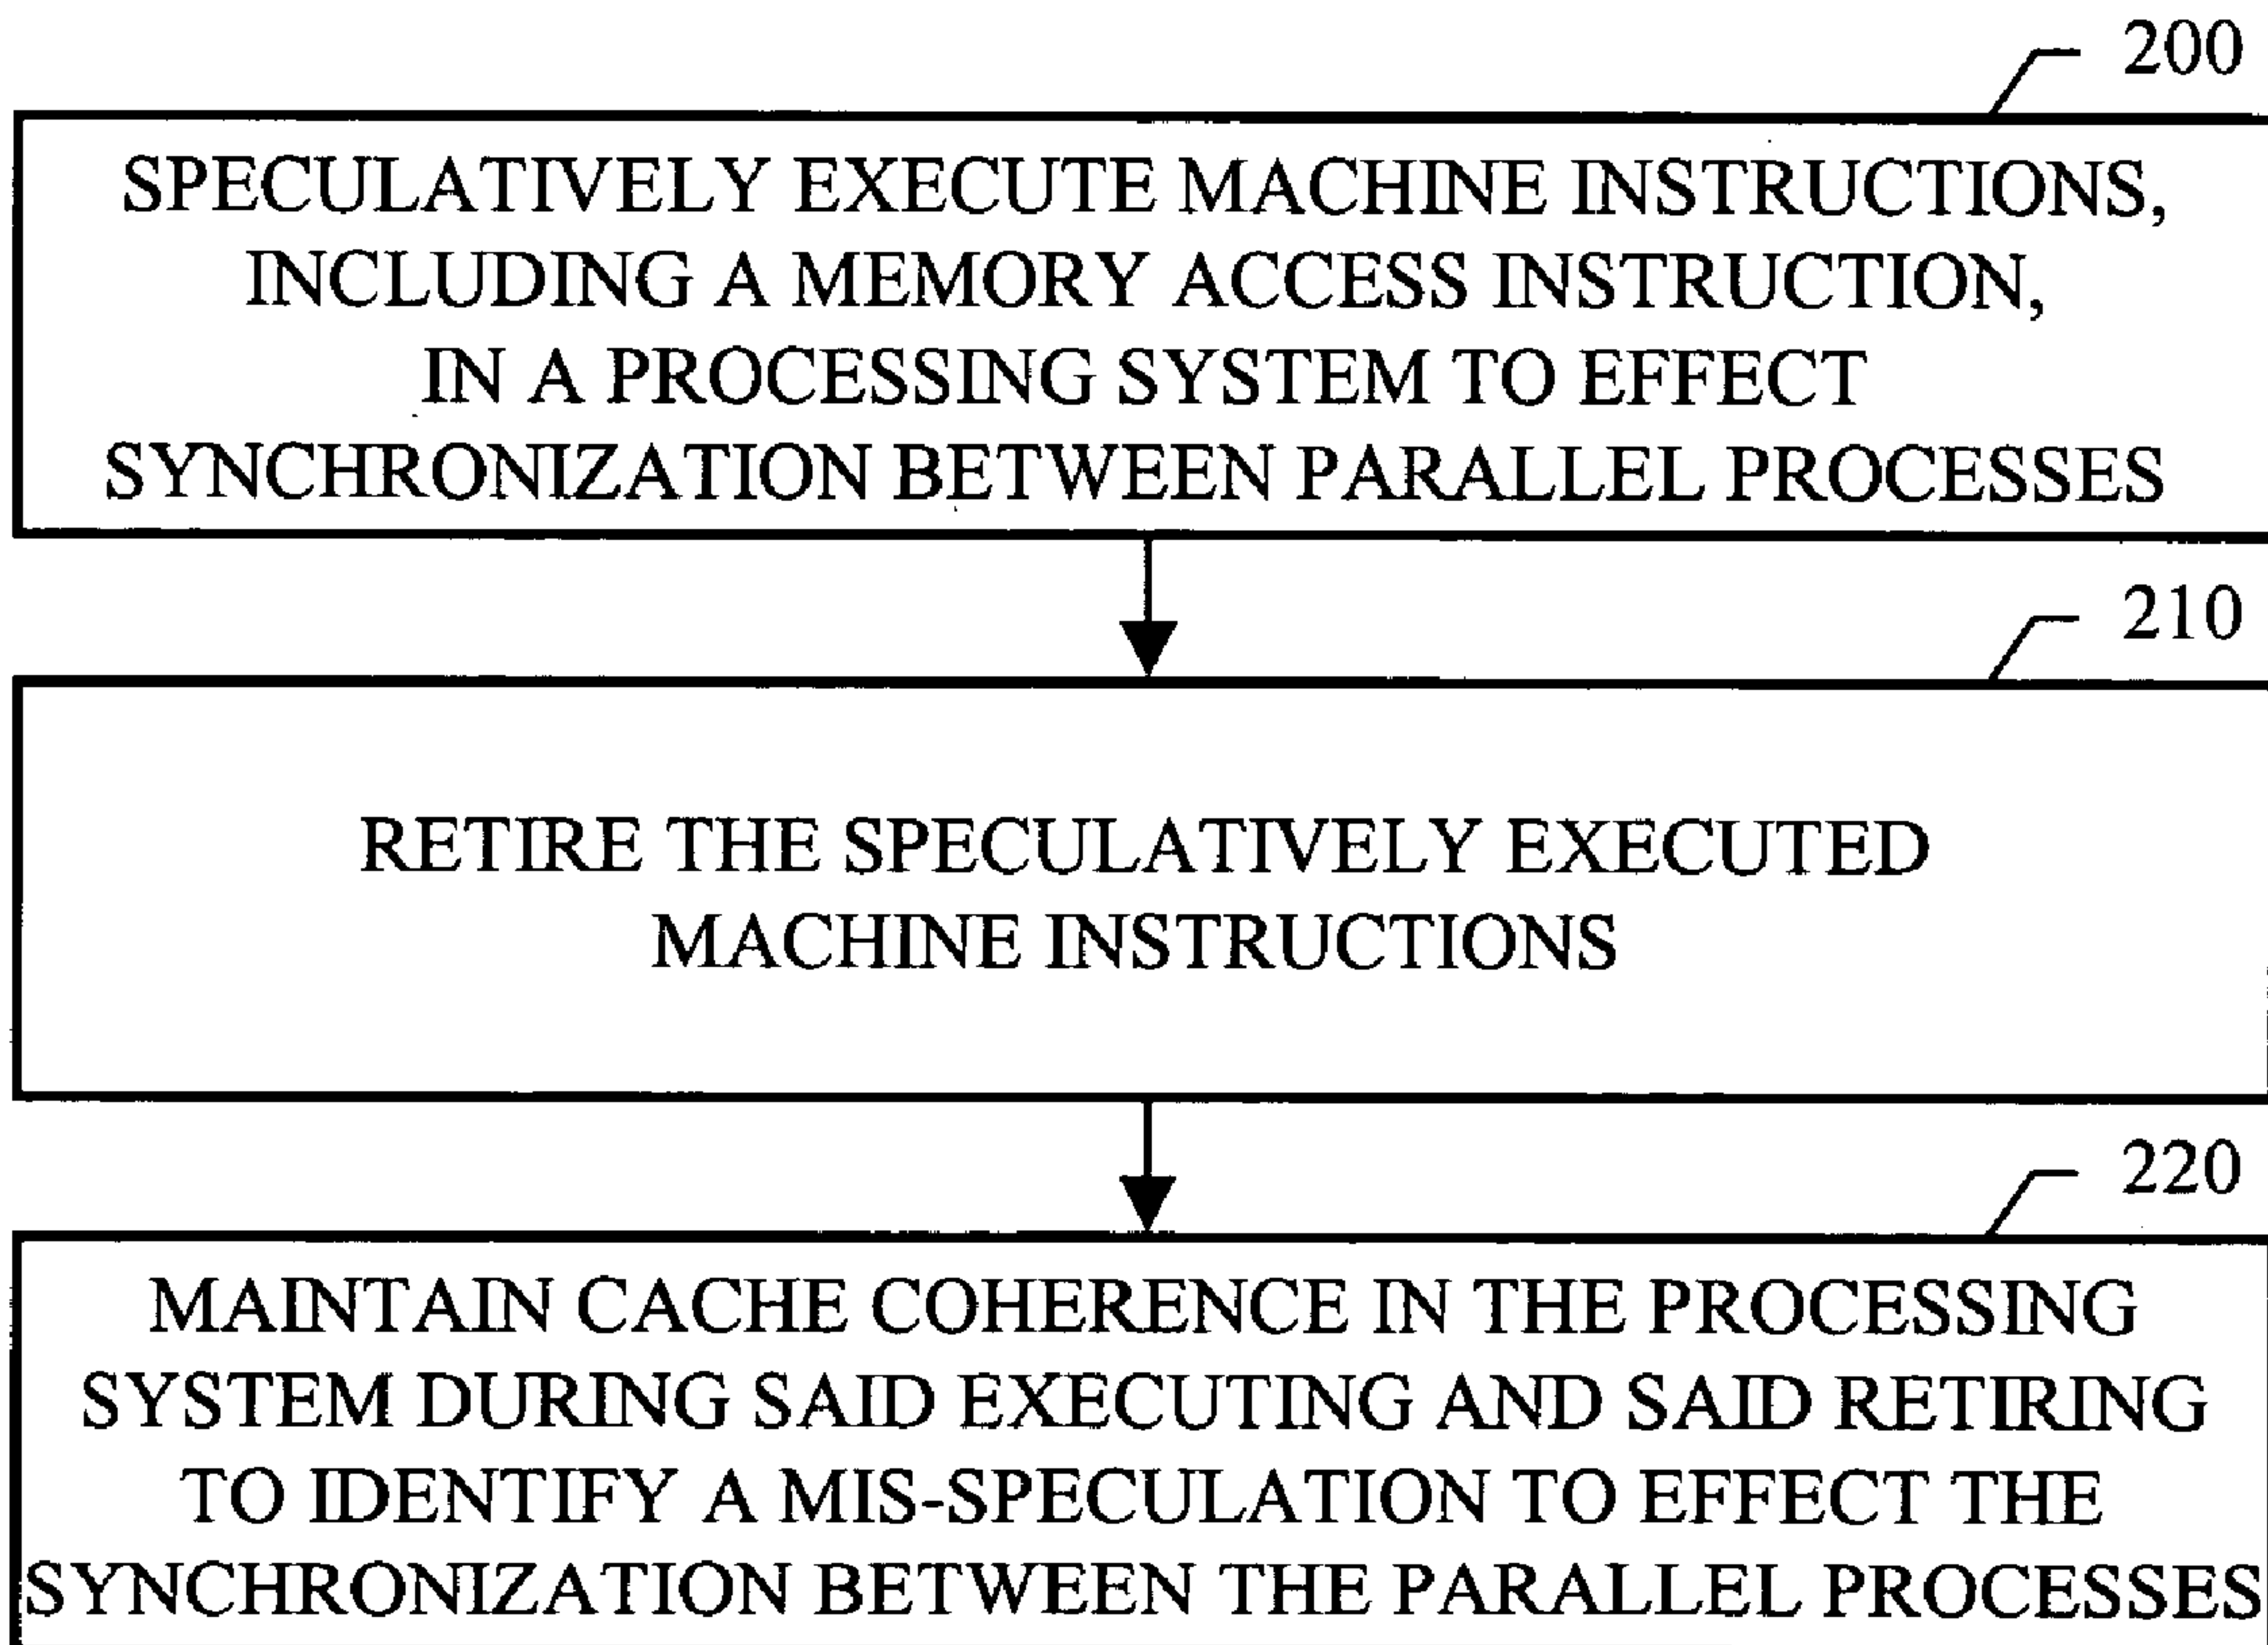 200
SPECULATIVELY EXECUTE MACHINE INSTRUCTIONS,
INCLUDING A MEMORY ACCESS INSTRUCTION,
IN A PROCESSING SYSTEM TO EFFECT
SYNCHRONIZATION BETWEEN PARALLEL PROCESSES
210
RETIRE THE SPECULATIVELY EXECUTED
MACHINE INSTRUCTIONS
220
MAINTAIN CACHE COHERENCE IN THE PROCESSING
SYSTEM DURING SAID EXECUTING AND SAID RETIRING
TO IDENTIFY A MIS-SPECULATION TO EFFECT THE
SYNCHRONIZATION BETWEEN THE PARALLEL PROCESSES